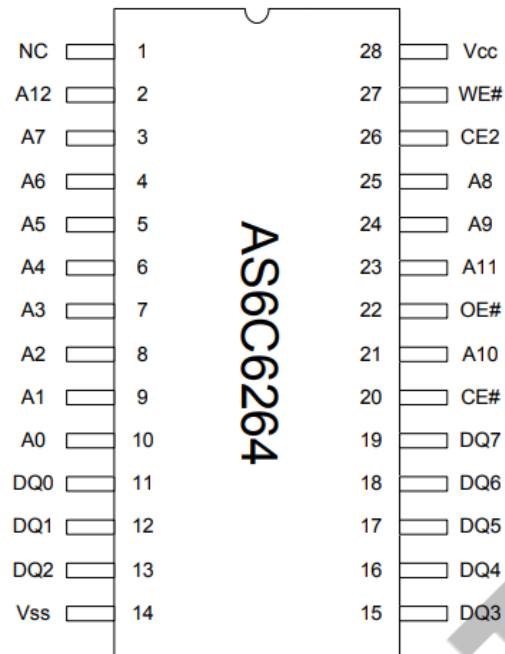 NC 1 28 Vcc
A12 2 27 WE#
A7 3 26 CE2
A6 4 25 A8
A5 5 24 A9
A4 6 23 A11
A3 7 22 OE#
A2 8 21 A10
A1 9 20 CE#
A0 10 19 DQ7
DQ0 11 18 DQ6
DQ1 12 17 DQ5
DQ2 13 16 DQ4
Vss 14 15 DQ3
AS6C6264